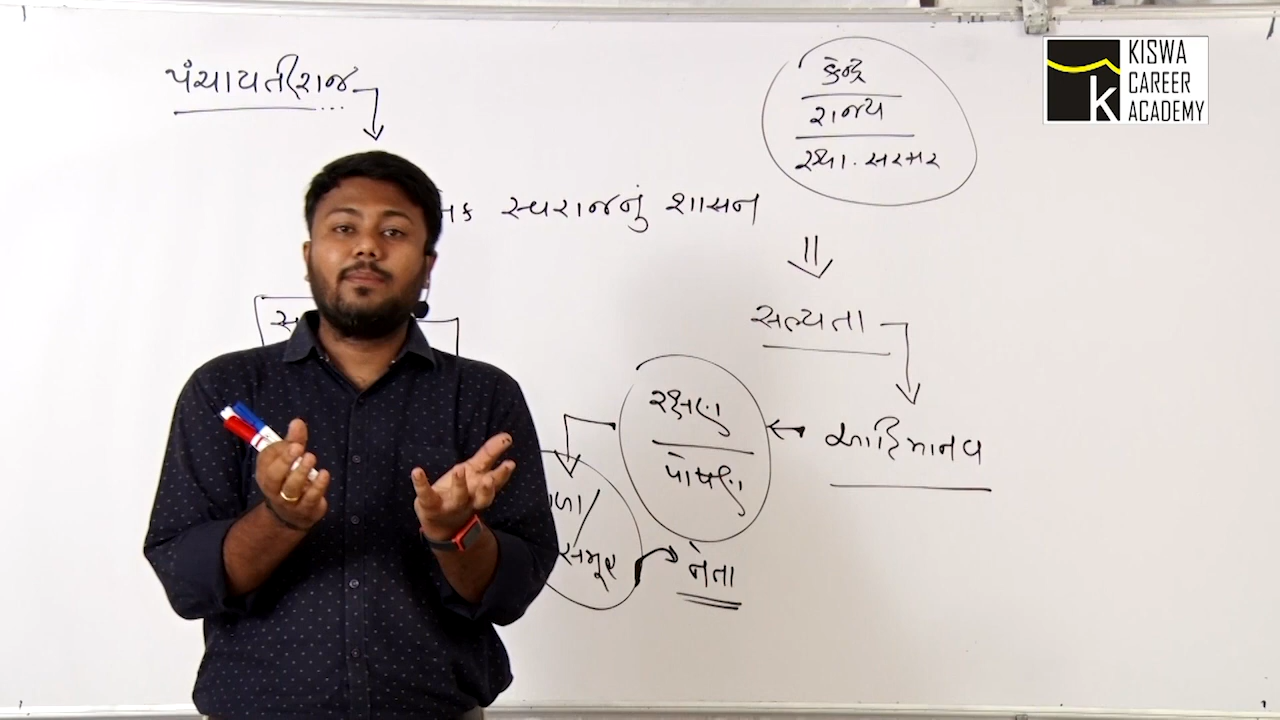 પંચાયતીરાજ...
કેન્દ્ર
રાજ્ય
સ્થા. સરકાર
સ્વરાજનું શાસન
સભ્યતા
આદિમાનવ
રક્ષણ
પોષણ
સમૂહ
નેતા
KISWA
CAREER
ACADEMY
k